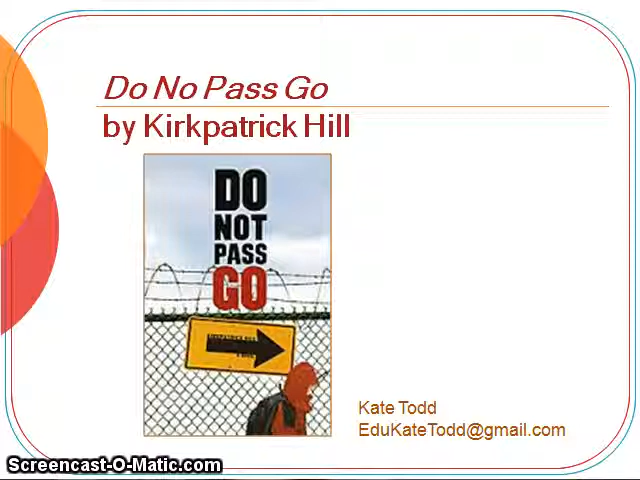 Do No Pass Go
by Kirkpatrick Hill
DO
NOT
PASS
GO
Kate Todd
EduKateTodd@gmail.com
Screencast-O-Matic.com